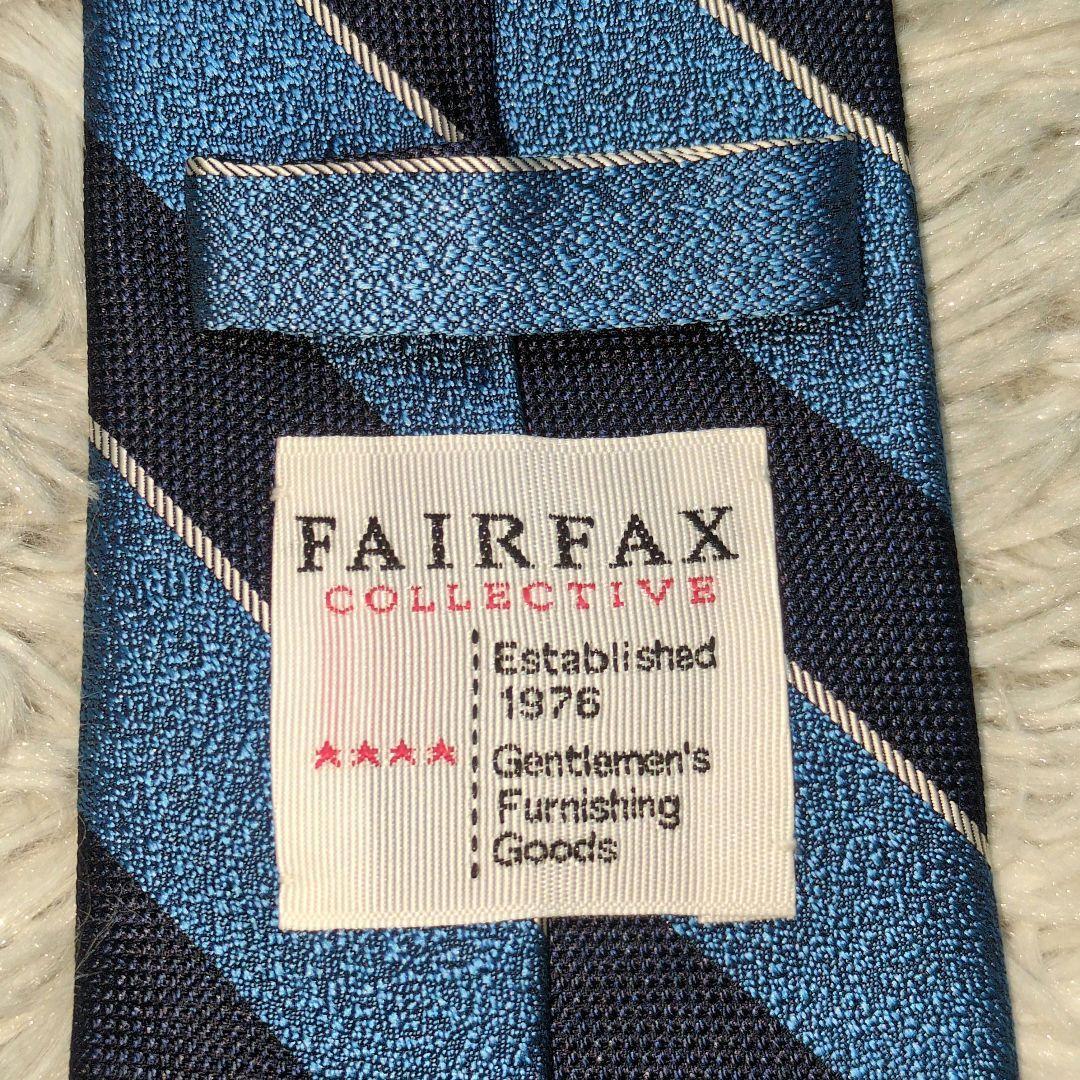 FAIRFAX
COLLECTIVE
Established
1976
★★★★
Gentlemen's
Furnishing
Goods